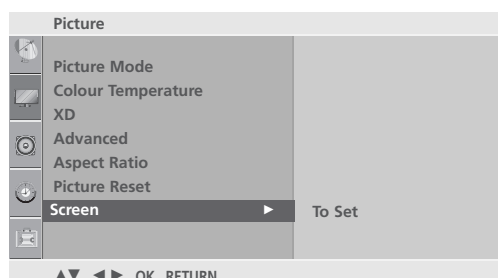 Picture
Picture Mode
Colour Temperature
XD
Advanced
Aspect Ratio
Picture Reset
Screen ► To Set
▲▼ ◄ ► OK RETURN